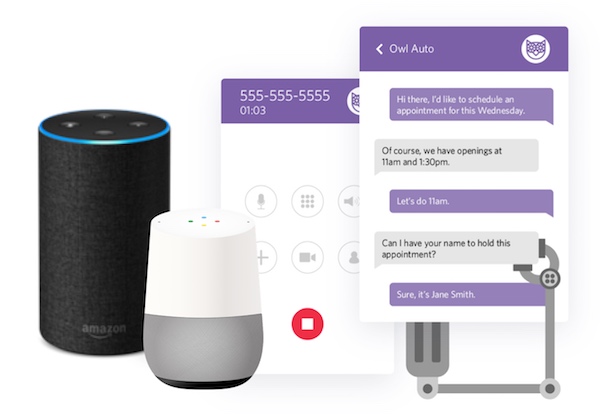 Owl Auto
555-555-5555
01:03
Hi there, I'd like to schedule an
appointment for this Wednesday.
Of course, we have openings at
11am and 1:30pm.
Let's do 11am.
Can I have your name to hold this
appointment?
Sure, it's Jane Smith.
amazon